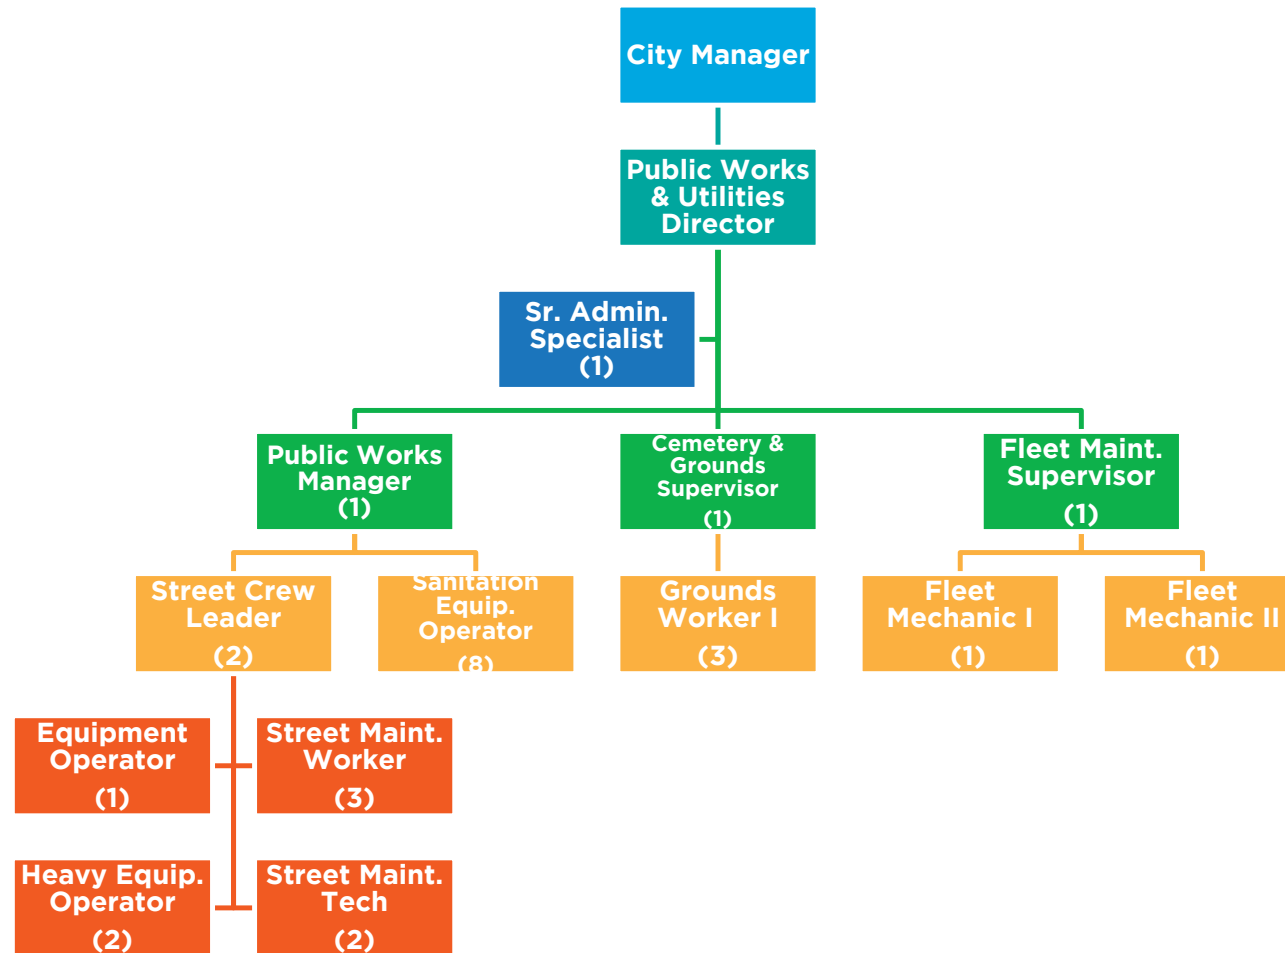 City Manager
Public Works
& Utilities
Director
Sr. Admin.
Specialist
(1)
Public Works
Manager
(1)
Cemetery &
Grounds
Supervisor
(1)
Fleet Maint.
Supervisor
(1)
Street Crew
Leader
(2)
Sanitation
Equip.
Operator
(8)
Grounds
Worker I
(3)
Fleet
Mechanic I
(1)
Fleet
Mechanic II
(1)
Equipment
Operator
(1)
Street Maint.
Worker
(3)
Heavy Equip.
Operator
(2)
Street Maint.
Tech
(2)